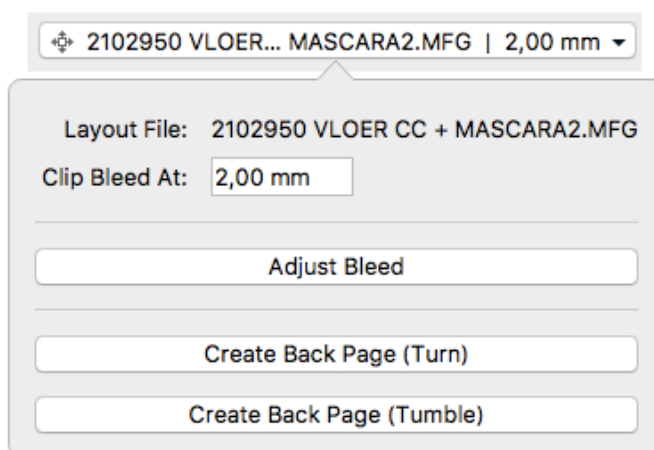 2102950 VLOER... MASCARA2.MFG | 2,00 mm
Layout File: 2102950 VLOER CC + MASCARA2.MFG
Clip Bleed At: 2,00 mm
Adjust Bleed
Create Back Page (Turn)
Create Back Page (Tumble)